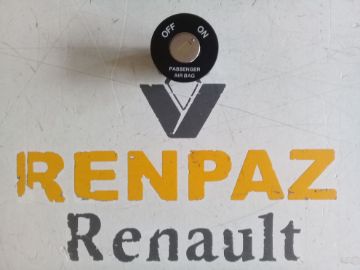 OFF ON
PASSENGER
AIR BAG
RENPAZ
Renault